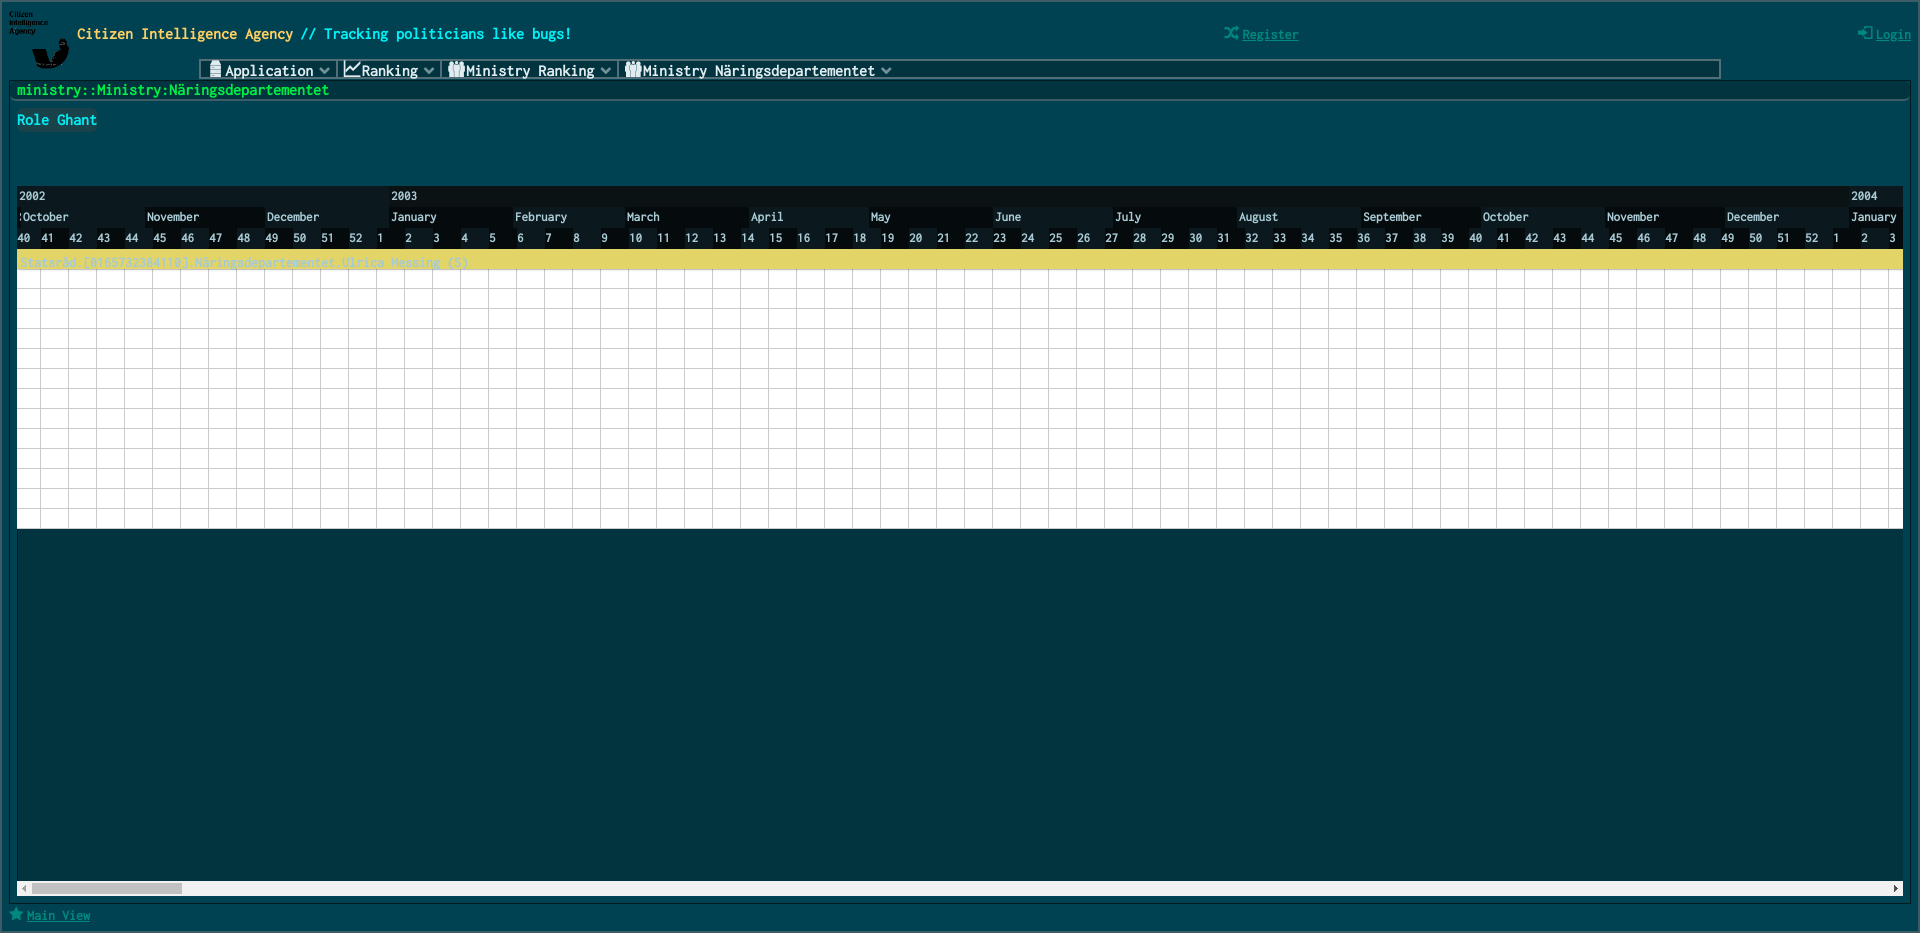 Citizen
Intelligence
Agency
Citizen Intelligence Agency // Tracking politicians like bugs!
Register
Login
Application
Ranking
Ministry Ranking
Ministry Näringsdepartementet
ministry::Ministry:Näringsdepartementet
Role Ghant
2002 2003 2004
October November December January February March April May June July August September October November December January
40 41 42 43 44 45 46 47 48 49 50 51 52 1 2 3 4 5 6 7 8 9 10 11 12 13 14 15 16 17 18 19 20 21 22 23 24 25 26 27 28 29 30 31 32 33 34 35 36 37 38 39 40 41 42 43 44 45 46 47 48 49 50 51 52 1 2 3
Näringsdepartementet.Ulrica Messing (S)
Main View